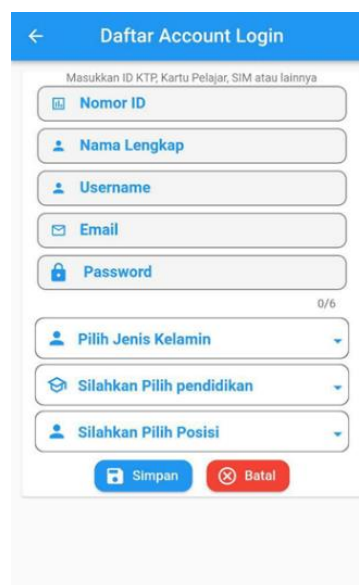 Daftar Account Login
Masukkan ID KTP, Kartu Pelajar, SIM atau lainnya
Nomor ID
Nama Lengkap
Username
Email
Password
0/6
Pilih Jenis Kelamin
Silahkan Pilih pendidikan
Silahkan Pilih Posisi
Simpan Batal